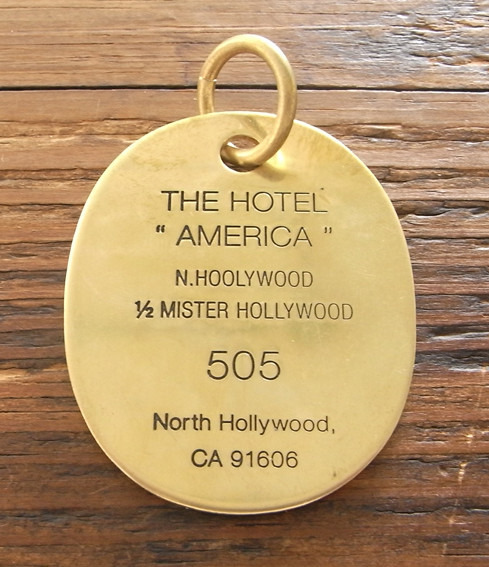 THE HOTEL
" AMERICA "
N.HOOLYWOOD
½ MISTER HOLLYWOOD
505
North Hollywood,
CA 91606